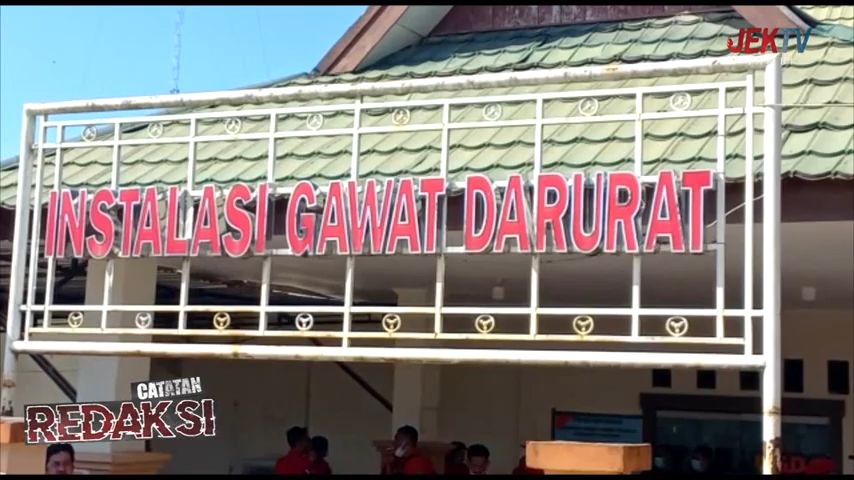 JEKTV
INSTALASI GAWAT DARURAT
CATATAN
REDAKSI